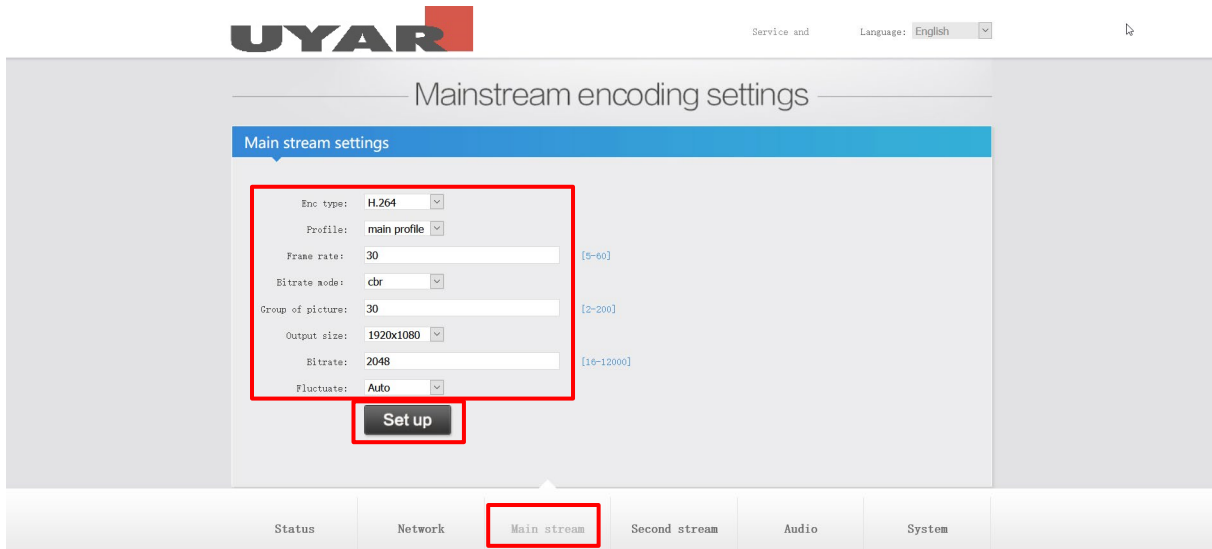 UYAR
Service and Language: English
Mainstream encoding settings
Main stream settings
Enc type: H.264
Profile: main profile
Frame rate: 30 [5-60]
Bitrate mode: cbr
Group of picture: 30 [2-200]
Output size: 1920x1080
Bitrate: 2048 [16-12000]
Fluctuate: Auto
Set up
Status Network Main stream Second stream Audio System